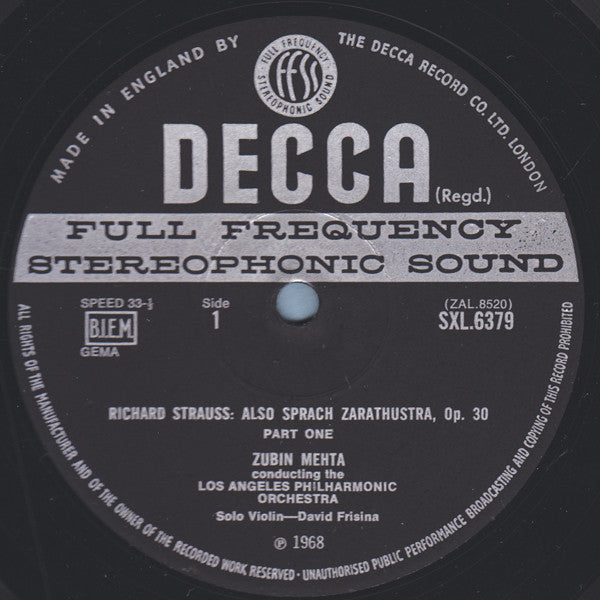 MADE IN ENGLAND BY
THE DECCA RECORD CO. LTD. LONDON
FULL FREQUENCY
ffss
STEREOPHONIC SOUND
DECCA (Regd.)
FULL FREQUENCY
STEREOPHONIC SOUND
SPEED 33-⅓
B.I.E.M
GEMA
Side
1
(ZAL.8520)
SXL.6379
RICHARD STRAUSS: ALSO SPRACH ZARATHUSTRA, Op. 30
PART ONE
ZUBIN MEHTA
conducting the
LOS ANGELES PHILHARMONIC
ORCHESTRA
Solo Violin—David Frisina
℗ 1968
ALL RIGHTS OF THE MANUFACTURER AND OF THE OWNER OF THE RECORDED WORK RESERVED · UNAUTHORISED PUBLIC PERFORMANCE BROADCASTING AND COPYING OF THIS RECORD PROHIBITED